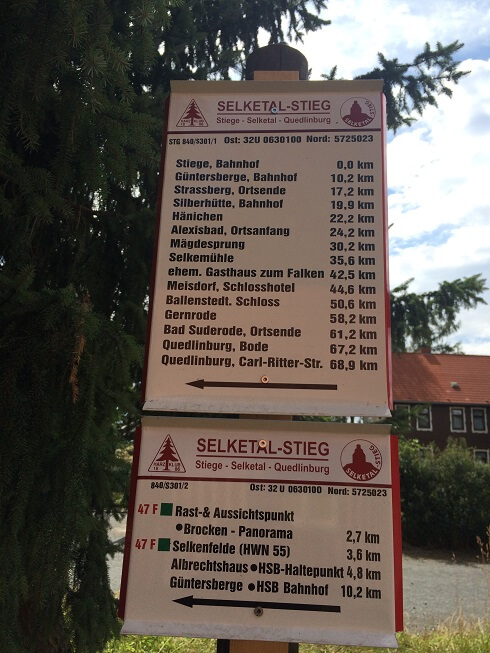 SELKETAL-STIEG
Stiege - Selketal - Quedlinburg
HARZ KLUB
STG 840/S301/1 Ost: 32U 0630100 Nord: 5725023
Stiege, Bahnhof 0,0 km
Güntersberge, Bahnhof 10,2 km
Strassberg, Ortsende 17,2 km
Silberhütte, Bahnhof 19,9 km
Hänichen 22,2 km
Alexisbad, Ortsanfang 24,2 km
Mägdesprung 30,2 km
Selkemühle 35,6 km
ehem. Gasthaus zum Falken 42,5 km
Meisdorf, Schlosshotel 44,6 km
Ballenstedt. Schloss 50,6 km
Gernrode 58,2 km
Bad Suderode, Ortsende 61,2 km
Quedlinburg, Bode 67,2 km
Quedlinburg, Carl-Ritter-Str. 68,9 km
SELKETAL-STIEG
Stiege - Selketal - Quedlinburg
HARZ KLUB
SELKETAL STIEG
840/S301/2 Ost: 32 U 0630100 Nord: 5725023
47 F Rast-& Aussichtspunkt
•Brocken - Panorama 2,7 km
47 F Selkenfelde (HWN 55) 3,6 km
Albrechtshaus •HSB-Haltepunkt 4,8 km
Güntersberge •HSB Bahnhof 10,2 km